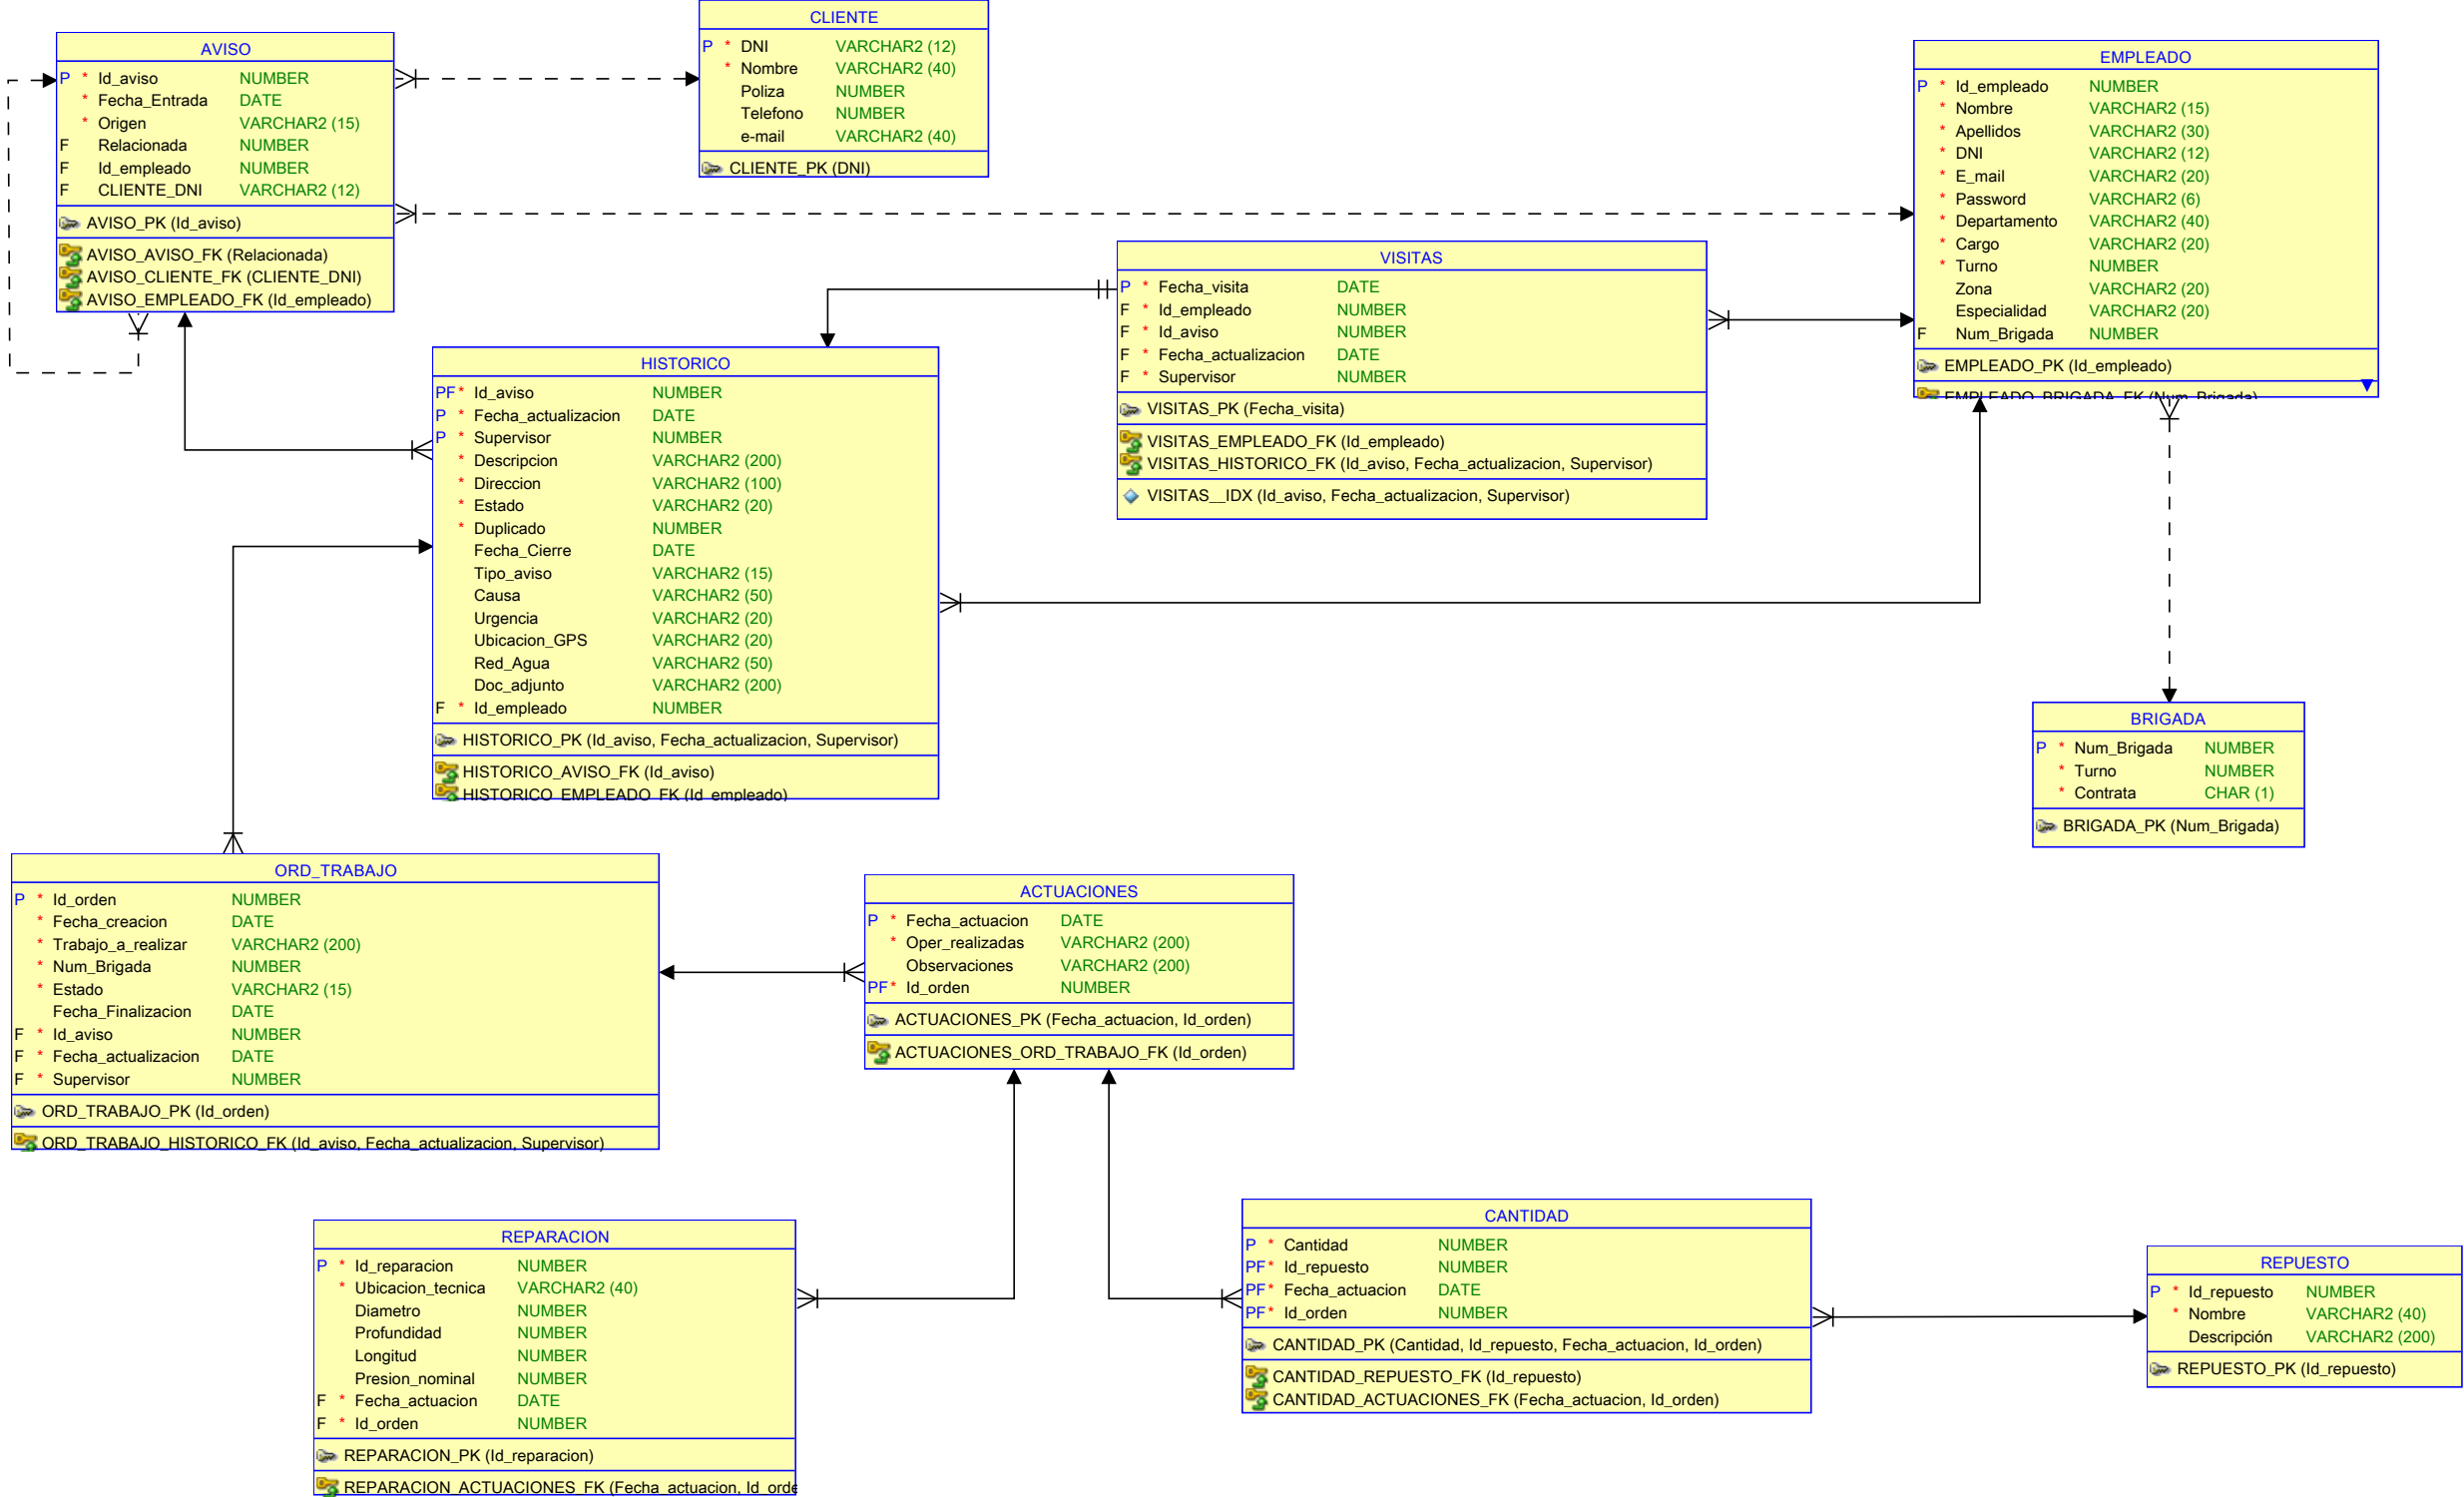 AVISO
P * Id_aviso NUMBER
* Fecha_Entrada DATE
* Origen VARCHAR2 (15)
F Relacionada NUMBER
F Id_empleado NUMBER
F CLIENTE_DNI VARCHAR2 (12)
AVISO_PK (Id_aviso)
AVISO_AVISO_FK (Relacionada)
AVISO_CLIENTE_FK (CLIENTE_DNI)
AVISO_EMPLEADO_FK (Id_empleado)
CLIENTE
P * DNI VARCHAR2 (12)
* Nombre VARCHAR2 (40)
Poliza NUMBER
Telefono NUMBER
e-mail VARCHAR2 (40)
CLIENTE_PK (DNI)
EMPLEADO
P * Id_empleado NUMBER
* Nombre VARCHAR2 (15)
* Apellidos VARCHAR2 (30)
* DNI VARCHAR2 (12)
* E_mail VARCHAR2 (20)
* Password VARCHAR2 (6)
* Departamento VARCHAR2 (40)
* Cargo VARCHAR2 (20)
* Turno NUMBER
Zona VARCHAR2 (20)
Especialidad VARCHAR2 (20)
F Num_Brigada NUMBER
EMPLEADO_PK (Id_empleado)
EMPLEADO_BRIGADA_FK (Num_Brigada)
VISITAS
P * Fecha_visita DATE
F * Id_empleado NUMBER
F * Id_aviso NUMBER
F * Fecha_actualizacion DATE
F * Supervisor NUMBER
VISITAS_PK (Fecha_visita)
VISITAS_EMPLEADO_FK (Id_empleado)
VISITAS_HISTORICO_FK (Id_aviso, Fecha_actualizacion, Supervisor)
VISITAS__IDX (Id_aviso, Fecha_actualizacion, Supervisor)
HISTORICO
PF * Id_aviso NUMBER
P * Fecha_actualizacion DATE
P * Supervisor NUMBER
* Descripcion VARCHAR2 (200)
* Direccion VARCHAR2 (100)
* Estado VARCHAR2 (20)
* Duplicado NUMBER
Fecha_Cierre DATE
Tipo_aviso VARCHAR2 (15)
Causa VARCHAR2 (50)
Urgencia VARCHAR2 (20)
Ubicacion_GPS VARCHAR2 (20)
Red_Agua VARCHAR2 (50)
Doc_adjunto VARCHAR2 (200)
F * Id_empleado NUMBER
HISTORICO_PK (Id_aviso, Fecha_actualizacion, Supervisor)
HISTORICO_AVISO_FK (Id_aviso)
HISTORICO_EMPLEADO_FK (Id_empleado)
BRIGADA
P * Num_Brigada NUMBER
* Turno NUMBER
* Contrata CHAR (1)
BRIGADA_PK (Num_Brigada)
ORD_TRABAJO
P * Id_orden NUMBER
* Fecha_creacion DATE
* Trabajo_a_realizar VARCHAR2 (200)
* Num_Brigada NUMBER
* Estado VARCHAR2 (15)
Fecha_Finalizacion DATE
F * Id_aviso NUMBER
F * Fecha_actualizacion DATE
F * Supervisor NUMBER
ORD_TRABAJO_PK (Id_orden)
ORD_TRABAJO_HISTORICO_FK (Id_aviso, Fecha_actualizacion, Supervisor)
ACTUACIONES
P * Fecha_actuacion DATE
* Oper_realizadas VARCHAR2 (200)
Observaciones VARCHAR2 (200)
PF * Id_orden NUMBER
ACTUACIONES_PK (Fecha_actuacion, Id_orden)
ACTUACIONES_ORD_TRABAJO_FK (Id_orden)
REPARACION
P * Id_reparacion NUMBER
* Ubicacion_tecnica VARCHAR2 (40)
Diametro NUMBER
Profundidad NUMBER
Longitud NUMBER
Presion_nominal NUMBER
F * Fecha_actuacion DATE
F * Id_orden NUMBER
REPARACION_PK (Id_reparacion)
REPARACION_ACTUACIONES_FK (Fecha_actuacion, Id_orde
CANTIDAD
P * Cantidad NUMBER
PF * Id_repuesto NUMBER
PF * Fecha_actuacion DATE
PF * Id_orden NUMBER
CANTIDAD_PK (Cantidad, Id_repuesto, Fecha_actuacion, Id_orden)
CANTIDAD_REPUESTO_FK (Id_repuesto)
CANTIDAD_ACTUACIONES_FK (Fecha_actuacion, Id_orden)
REPUESTO
P * Id_repuesto NUMBER
* Nombre VARCHAR2 (40)
Descripción VARCHAR2 (200)
REPUESTO_PK (Id_repuesto)